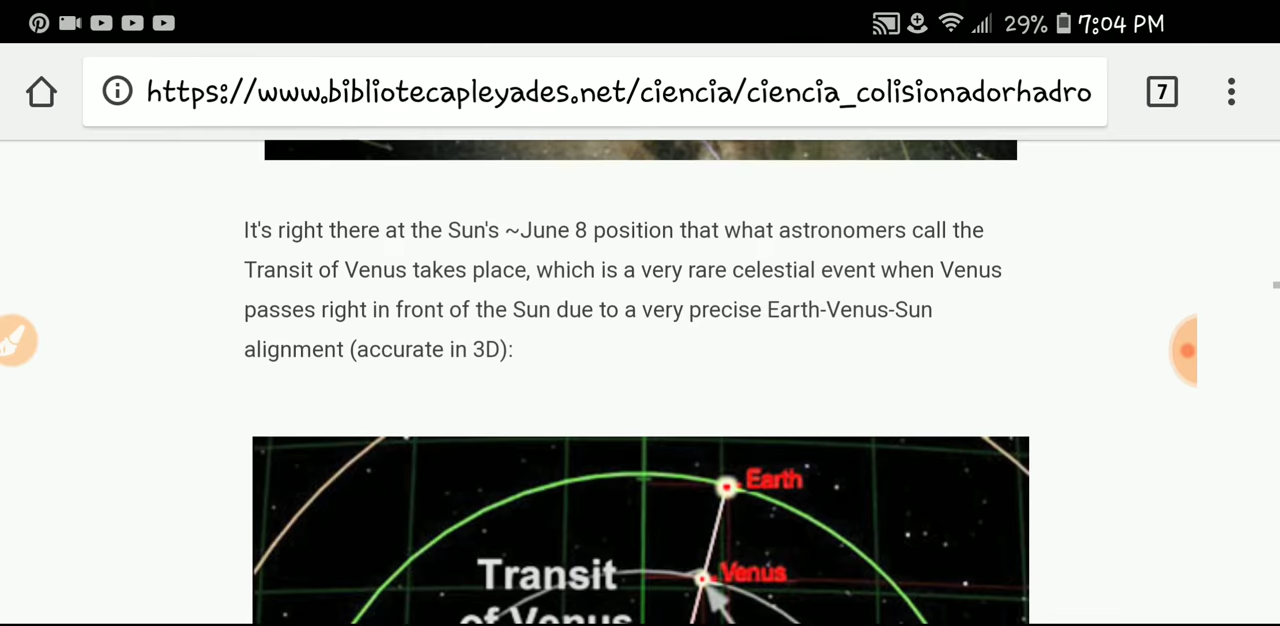 29% 7:04 PM
https://www.bibliotecapleyades.net/ciencia/ciencia_colisionadorhadro
7
It's right there at the Sun's ~June 8 position that what astronomers call the
Transit of Venus takes place, which is a very rare celestial event when Venus
passes right in front of the Sun due to a very precise Earth-Venus-Sun
alignment (accurate in 3D):
Earth
Transit
Venus
of Venus